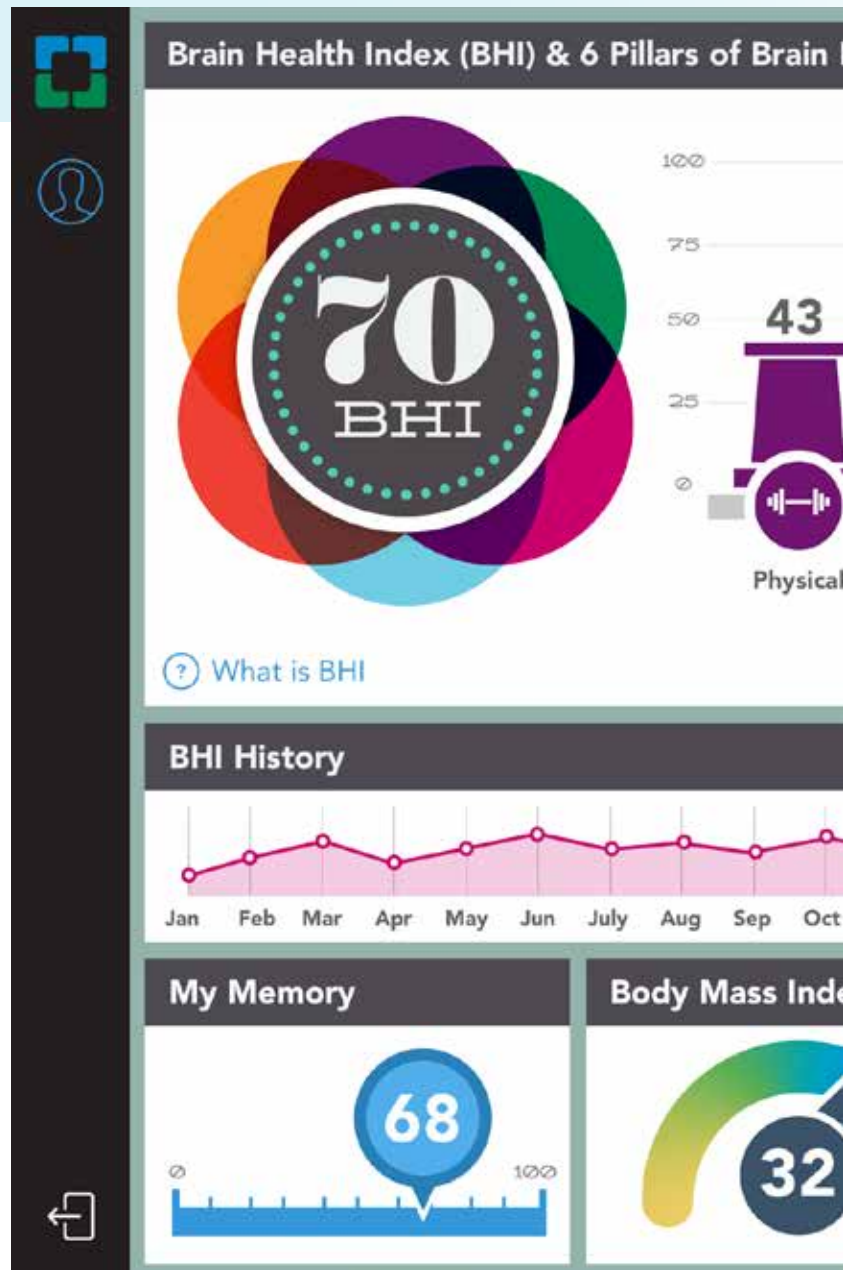 Brain Health Index (BHI) & 6 Pillars of Brain
70
BHI
100
75
50
25
0
43
Physical
? What is BHI
BHI History
Jan Feb Mar Apr May Jun July Aug Sep Oct
My Memory
68
0 100
Body Mass Inde
32